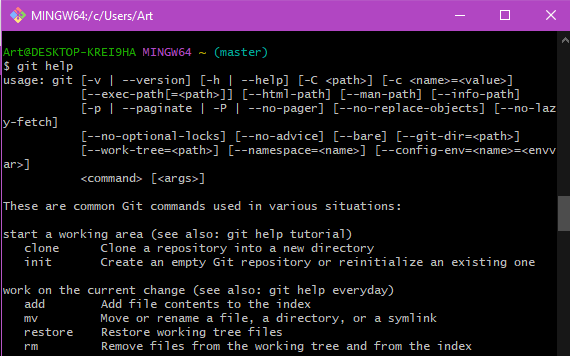 MINGW64:/c/Users/Art
Art@DESKTOP-KREI9HA MINGW64 ~ (master)
$ git help
usage: git [-v | --version] [-h | --help] [-C <path>] [-c <name>=<value>]
           [--exec-path[=<path>]] [--html-path] [--man-path] [--info-path]
           [-p | --paginate | -P | --no-pager] [--no-replace-objects] [--no-laz
y-fetch]
           [--no-optional-locks] [--no-advice] [--bare] [--git-dir=<path>]
           [--work-tree=<path>] [--namespace=<name>] [--config-env=<name>=<envv
ar>]
           <command> [<args>]
These are common Git commands used in various situations:
start a working area (see also: git help tutorial)
   clone     Clone a repository into a new directory
   init      Create an empty Git repository or reinitialize an existing one
work on the current change (see also: git help everyday)
   add       Add file contents to the index
   mv        Move or rename a file, a directory, or a symlink
   restore   Restore working tree files
   rm        Remove files from the working tree and from the index